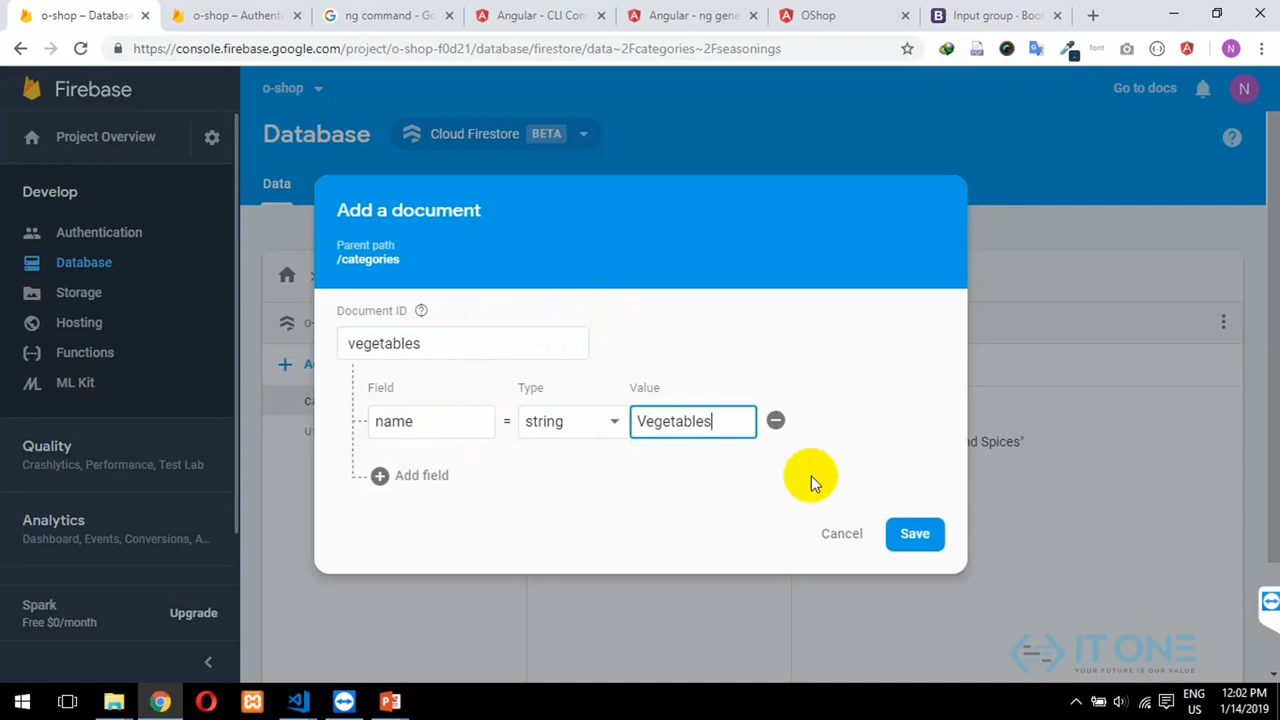 o-shop – Databas
o-shop – Authent
ng command - Go
Angular - CLI Con
Angular - ng gene
OShop
Input group · Boo
https://console.firebase.google.com/project/o-shop-f0d21/database/firestore/data~2Fcategories~2Fseasonings
font
N
Firebase
o-shop
Go to docs
N
Project Overview
Database
Cloud Firestore
BETA
Develop
Data
Authentication
Database
Storage
Hosting
Functions
ML Kit
Add a document
Parent path
/categories
Document ID
vegetables
Field
Type
Value
name
=
string
Vegetables
Add field
Cancel
Save
nd Spices"
Quality
Crashlytics, Performance, Test Lab
Analytics
Dashboard, Events, Conversions, A...
Spark
Free $0/month
Upgrade
IT ONE
YOUR FUTURE IS OUR VALUE
ENG
US
12:02 PM
1/14/2019